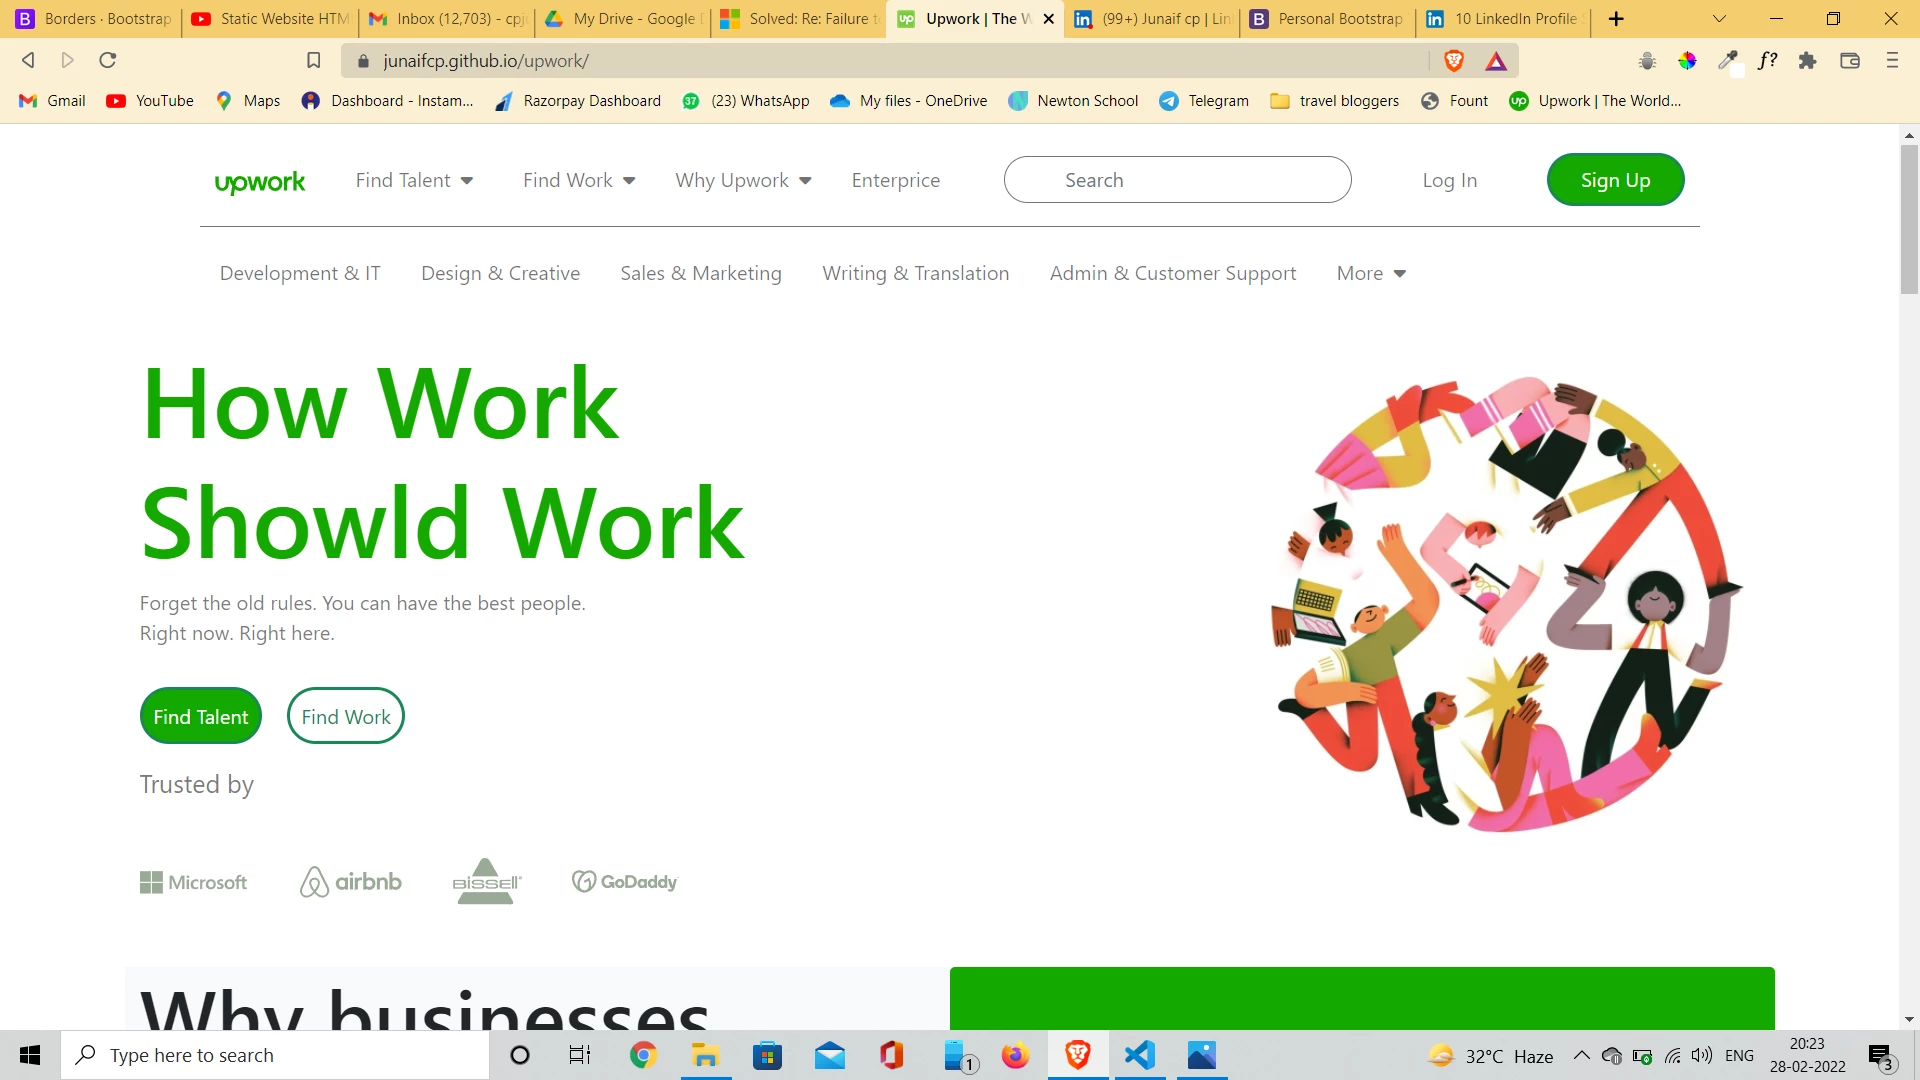 Borders · Bootstrap
Static Website HTM
Inbox (12,703) - cpj
My Drive - Google
Solved: Re: Failure t
Upwork | The W
(99+) Junaif cp | Lin
Personal Bootstrap
10 LinkedIn Profile
junaifcp.github.io/upwork/
f?
Gmail
YouTube
Maps
Dashboard - Instam...
Razorpay Dashboard
37
(23) WhatsApp
My files - OneDrive
Newton School
Telegram
travel bloggers
Fount
Upwork | The World...
upwork
Find Talent
Find Work
Why Upwork
Enterprice
Search
Log In
Sign Up
Development & IT
Design & Creative
Sales & Marketing
Writing & Translation
Admin & Customer Support
More
How Work
Showld Work
Forget the old rules. You can have the best people.
Right now. Right here.
Find Talent
Find Work
Trusted by
Microsoft
airbnb
BISSELL
GoDaddy
Why businesses
Type here to search
1
32°C Haze
ENG
20:23
28-02-2022
3